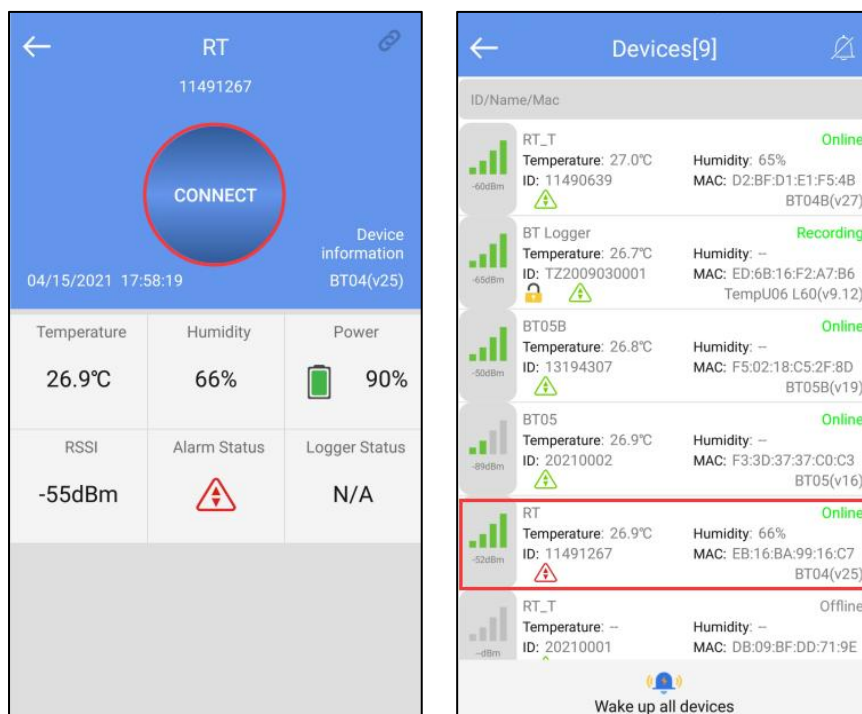 RT
11491267
CONNECT
Device
information
04/15/2021 17:58:19
BT04(v25)
Temperature
Humidity
Power
26.9℃
66%
90%
RSSI
Alarm Status
Logger Status
-55dBm
N/A
Devices[9]
ID/Name/Mac
RT_T
Online
Temperature: 27.0℃
Humidity: 65%
-60dBm
ID: 11490639
MAC: D2:BF:D1:E1:F5:4B
BT04B(v27)
BT Logger
Recording
Temperature: 26.7℃
Humidity: --
-65dBm
ID: TZ2009030001
MAC: ED:6B:16:F2:A7:B6
TempU06 L60(v9.12)
BT05B
Online
Temperature: 26.8℃
Humidity: --
-50dBm
ID: 13194307
MAC: F5:02:18:C5:2F:8D
BT05B(v19)
BT05
Online
Temperature: 26.9℃
Humidity: --
-89dBm
ID: 20210002
MAC: F3:3D:37:37:C0:C3
BT05(v16)
RT
Online
Temperature: 26.9℃
Humidity: 66%
-52dBm
ID: 11491267
MAC: EB:16:BA:99:16:C7
BT04(v25)
RT_T
Offline
Temperature: --
Humidity: --
--dBm
ID: 20210001
MAC: DB:09:BF:DD:71:9E
Wake up all devices